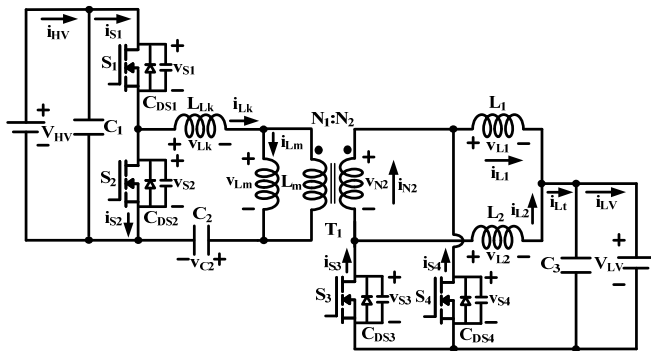 i_HV
i_S1
S_1
v_S1
C_DS1
V_HV
C_1
L_Lk
i_Lk
v_Lk
N_1:N_2
i_Lm
v_Lm
L_m
v_N2
i_N2
T_1
L_1
v_L1
i_L1
L_2
i_L2
v_L2
i_Lt
i_LV
S_2
v_S2
i_S2
C_DS2
C_2
v_C2
i_S3
i_S4
S_3
v_S3
C_DS3
S_4
v_S4
C_DS4
C_3
V_LV